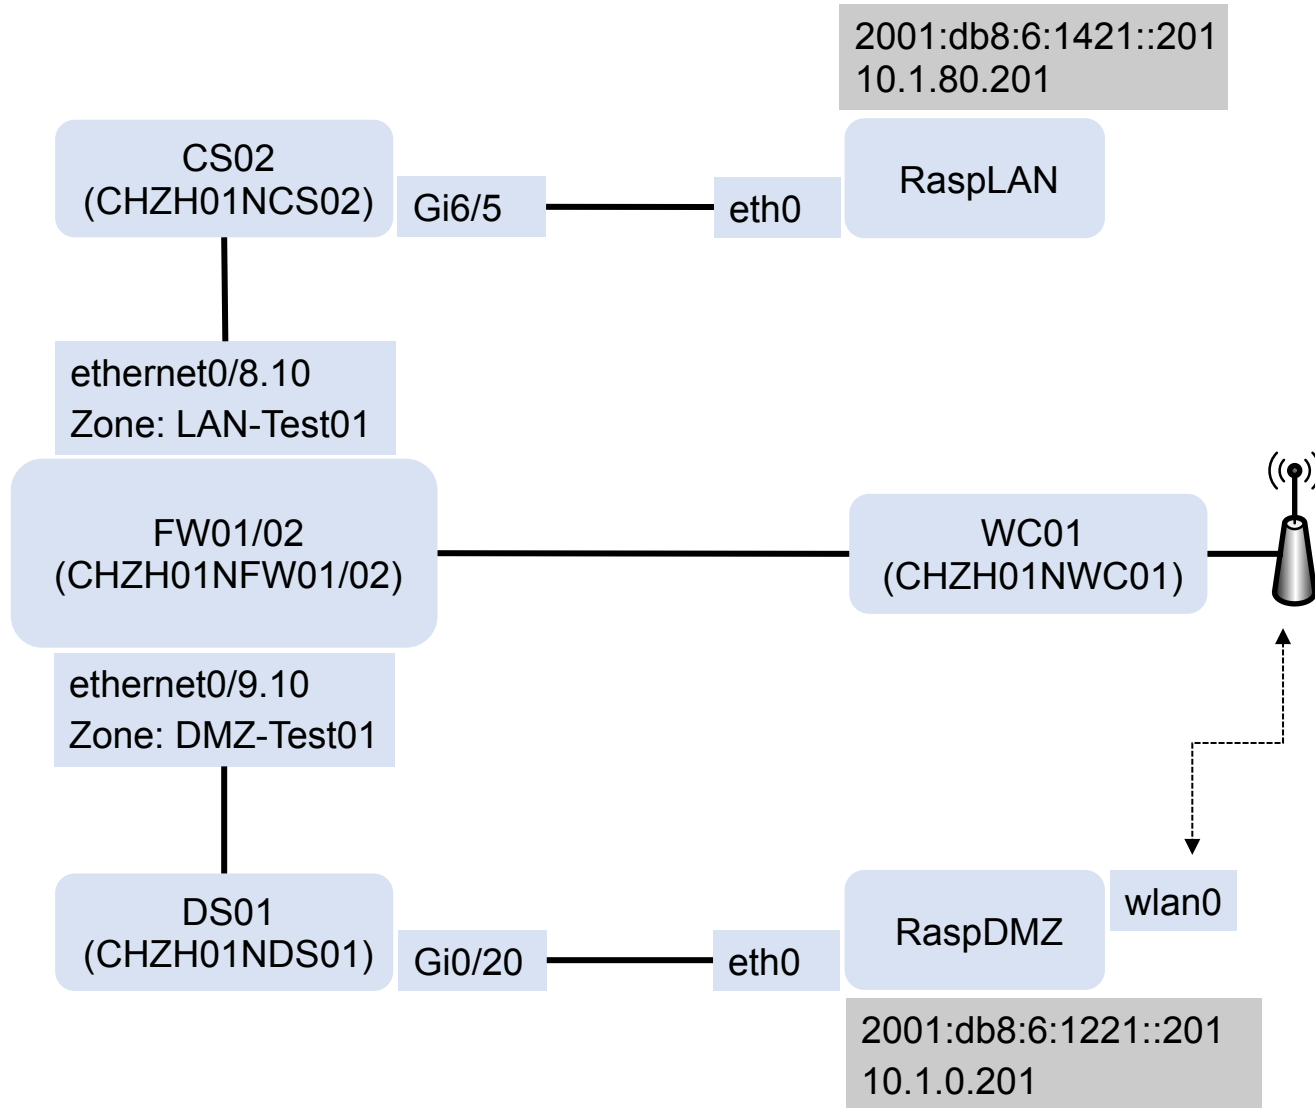 2001:db8:6:1421::201
10.1.80.201
CS02
(CHZH01NCS02)
Gi6/5
eth0
RaspLAN
ethernet0/8.10
Zone: LAN-Test01
FW01/02
(CHZH01NFW01/02)
WC01
(CHZH01NWC01)
ethernet0/9.10
Zone: DMZ-Test01
DS01
(CHZH01NDS01)
Gi0/20
eth0
RaspDMZ
wlan0
2001:db8:6:1221::201
10.1.0.201